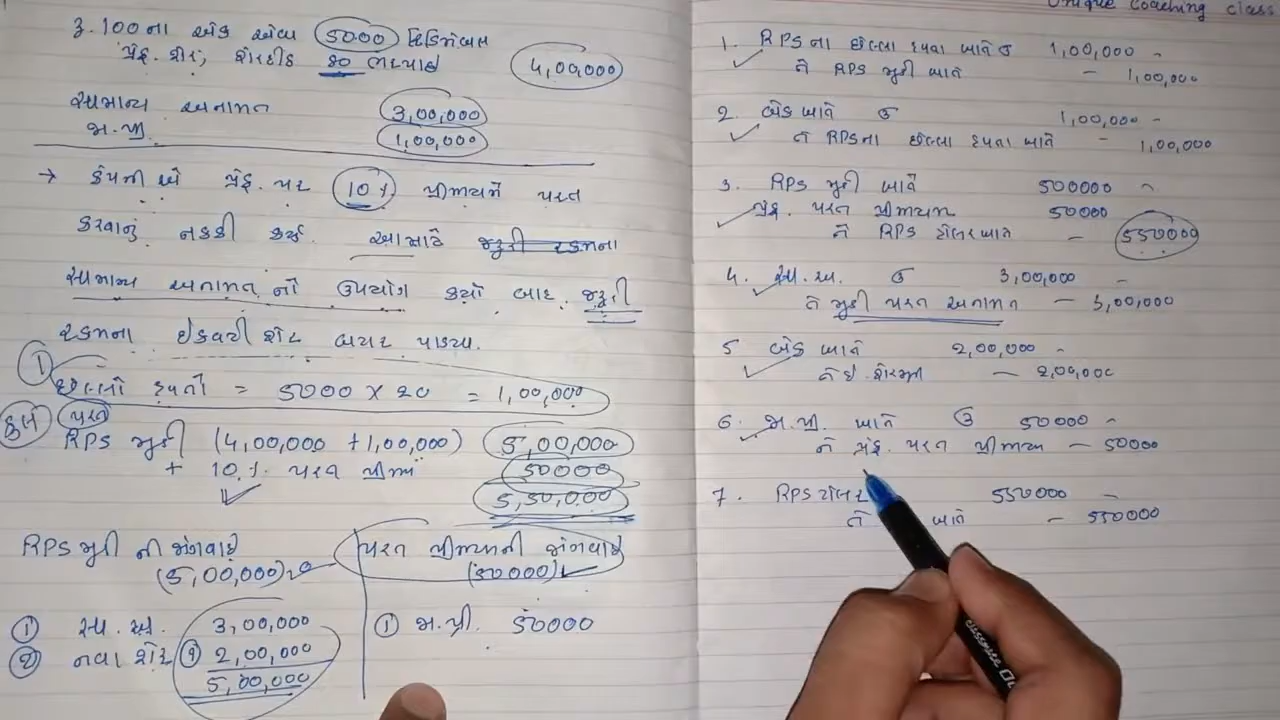 રૂ. 100ના એક એવા 5000 રિડિમેબલ
પ્રેફ. શેર, શેરદીઠ 80 ભરપાઈ 4,00,000
સામાન્ય અનામત 3,00,000
જા.પ્રી. 1,00,000
→ કંપની એ પ્રેફ. પર 10% પ્રીમિયમે પરત
કરવાનું નક્કી કર્યું. આ માટે જરૂરી રકમના
સામાન્ય અનામત નો ઉપયોગ કર્યા બાદ જરૂરી
રકમના ઈક્વિટી શેર બહાર પાડ્યા.
① છેલ્લો હપ્તો = 5000 X 20 = 1,00,000
કુલ પરત
RPS મૂડી (4,00,000 + 1,00,000) 5,00,000
+ 10% પરત પ્રીમિ 50000
5,50,000
RPS મૂડી ની જોગવાઈ
(5,00,000)
① સા.અ. 3,00,000
② નવા શેર 2,00,000
5,00,000
પરત પ્રીમિયમની જોગવાઈ
(50000)
① જા.પ્રી. 50000
Unique Coaching Class
1. RPSના છેલ્લા હપ્તા ખાતે ઉ 1,00,000 -
તે RPS મૂડી ખાતે - 1,00,000
2. બેંક ખાતે ઉ 1,00,000 -
તે RPSના છેલ્લા હપ્તા ખાતે - 1,00,000
3. RPS મૂડી ખાતે 500000 -
પ્રેફ. પરત પ્રીમિયમ 50000
તે RPS હોલ્ડર ખાતે - 550000
4. સા.અ. ઉ 3,00,000 -
તે મૂડી પરત અનામત - 3,00,000
5 બેંક ખાતે 2,00,000 -
તે ઈ. શેરમૂ - 2,00,000
6. જા.પ્રી. ખાતે ઉ 50000 -
તે પ્રેફ. પરત પ્રીમિયમ - 50000
7. RPS હોલ્ડર 550000 -
તે ખાતે - 550000